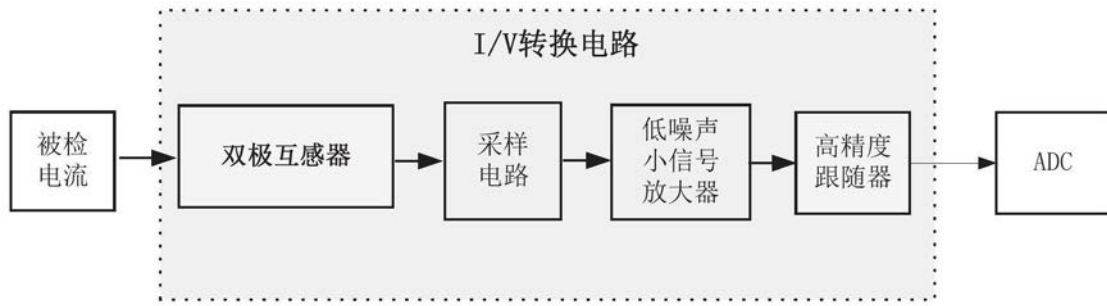 I/V转换电路
被检
电流
双极互感器
采样
电路
低噪声
小信号
放大器
高精度
跟随器
ADC